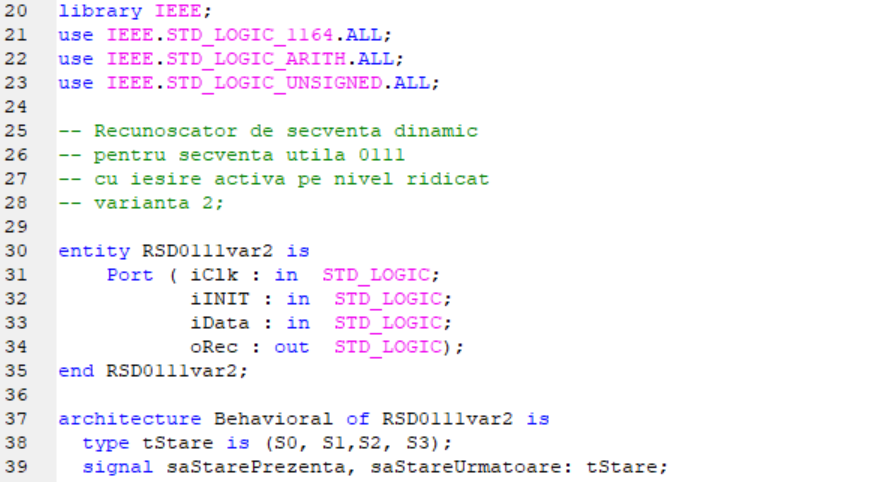 20 library IEEE;
21 use IEEE.STD_LOGIC_1164.ALL;
22 use IEEE.STD_LOGIC_ARITH.ALL;
23 use IEEE.STD_LOGIC_UNSIGNED.ALL;
24
25 -- Recunoscator de secventa dinamic
26 -- pentru secventa utila 0111
27 -- cu iesire activa pe nivel ridicat
28 -- varianta 2;
29
30 entity RSD0111var2 is
31     Port ( iClk : in  STD_LOGIC;
32            iINIT : in  STD_LOGIC;
33            iData : in  STD_LOGIC;
34            oRec : out  STD_LOGIC);
35 end RSD0111var2;
36
37 architecture Behavioral of RSD0111var2 is
38   type tStare is (S0, S1,S2, S3);
39   signal saStarePrezenta, saStareUrmatoare: tStare;